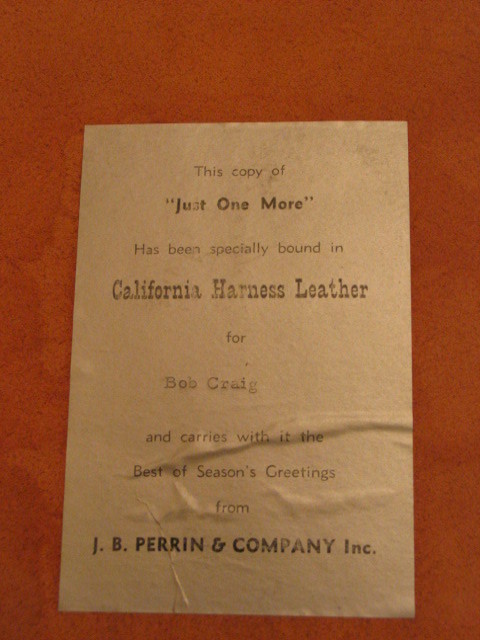 This copy of
"Just One More"
Has been specially bound in
California Harness Leather
for
Bob Craig
and carries with it the
Best of Season's Greetings
from
J. B. PERRIN & COMPANY Inc.